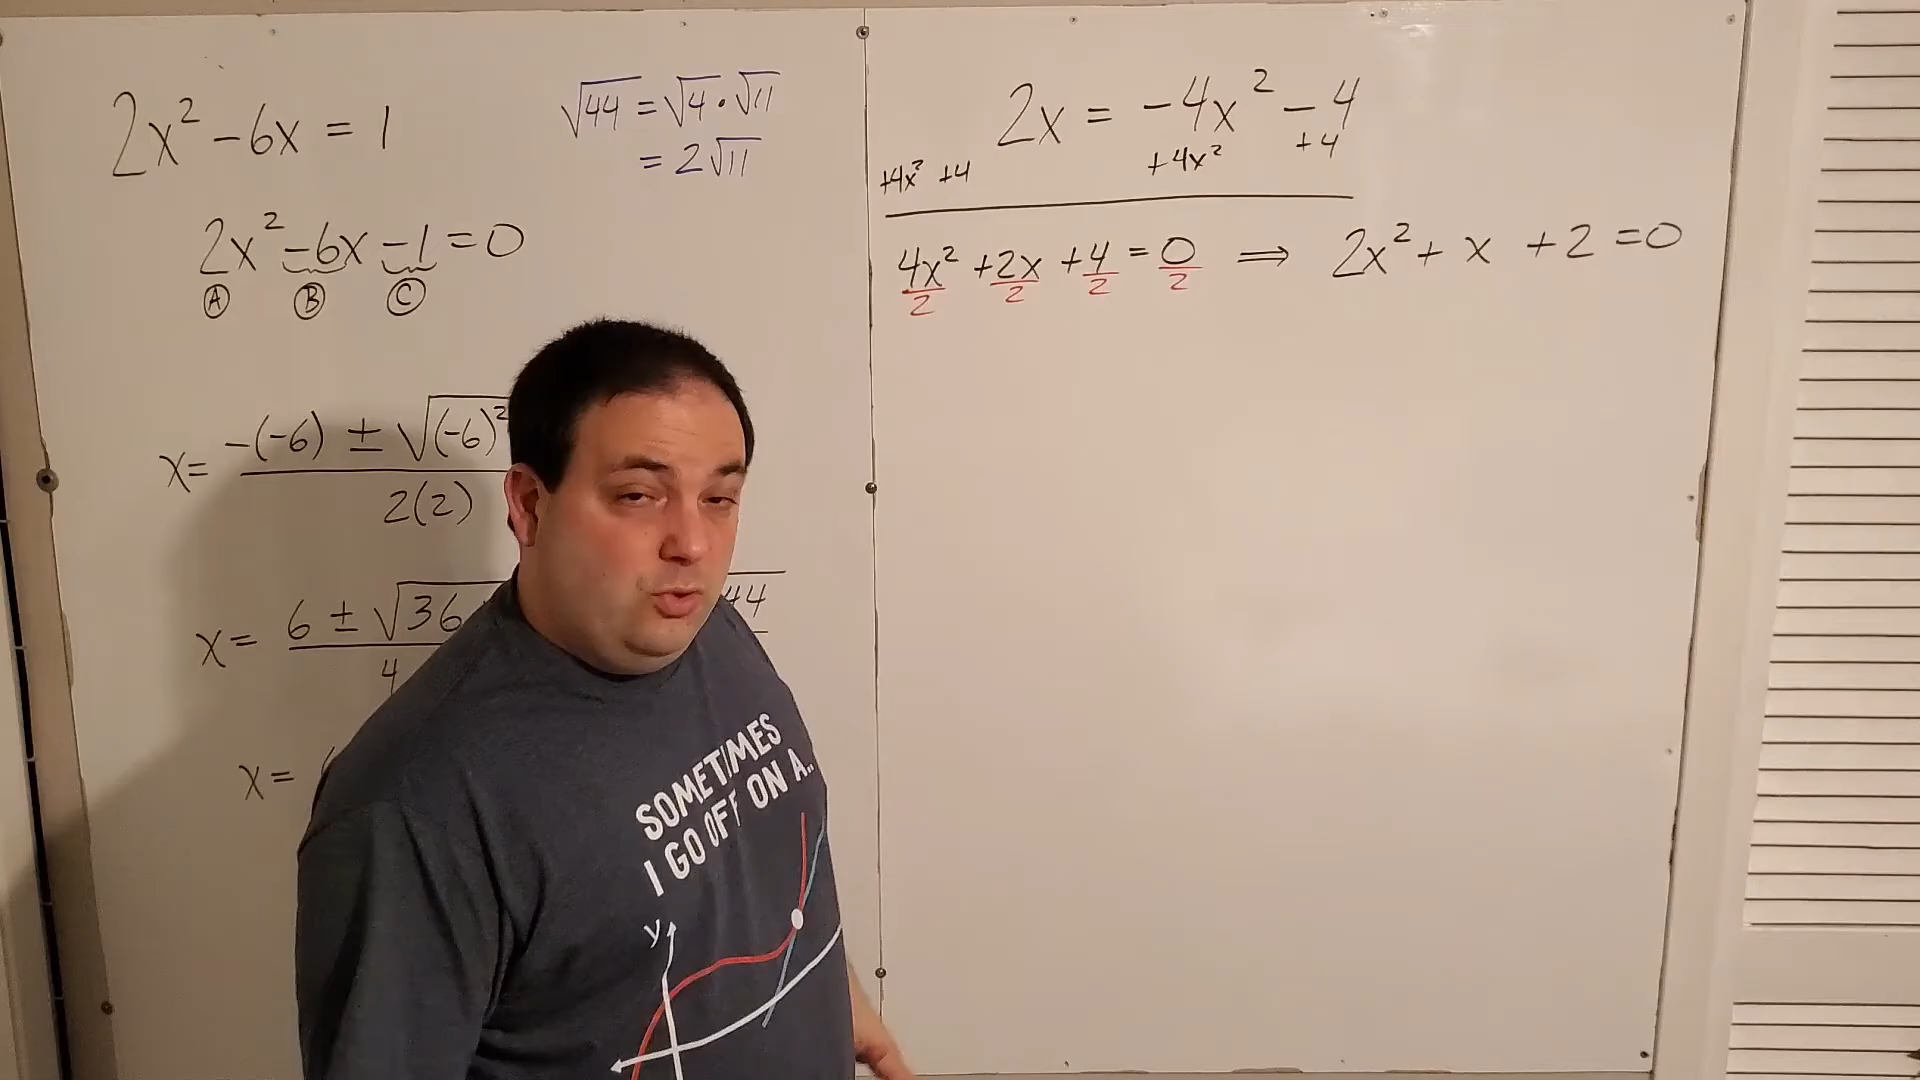 2x² - 6x = 1
√44 = √4 · √11
= 2√11
2x² - 6x - 1 = 0
A B C
x = -(-6) ± √(-6)²
2(2)
x = 6 ± √36 44
4
x =
2x = -4x² - 4
+4x² +4 +4x² +4
4x² + 2x + 4 = 0 ⟹ 2x² + x + 2 = 0
2 2 2 2
SOMETIMES
I GO OFF ON A..
y